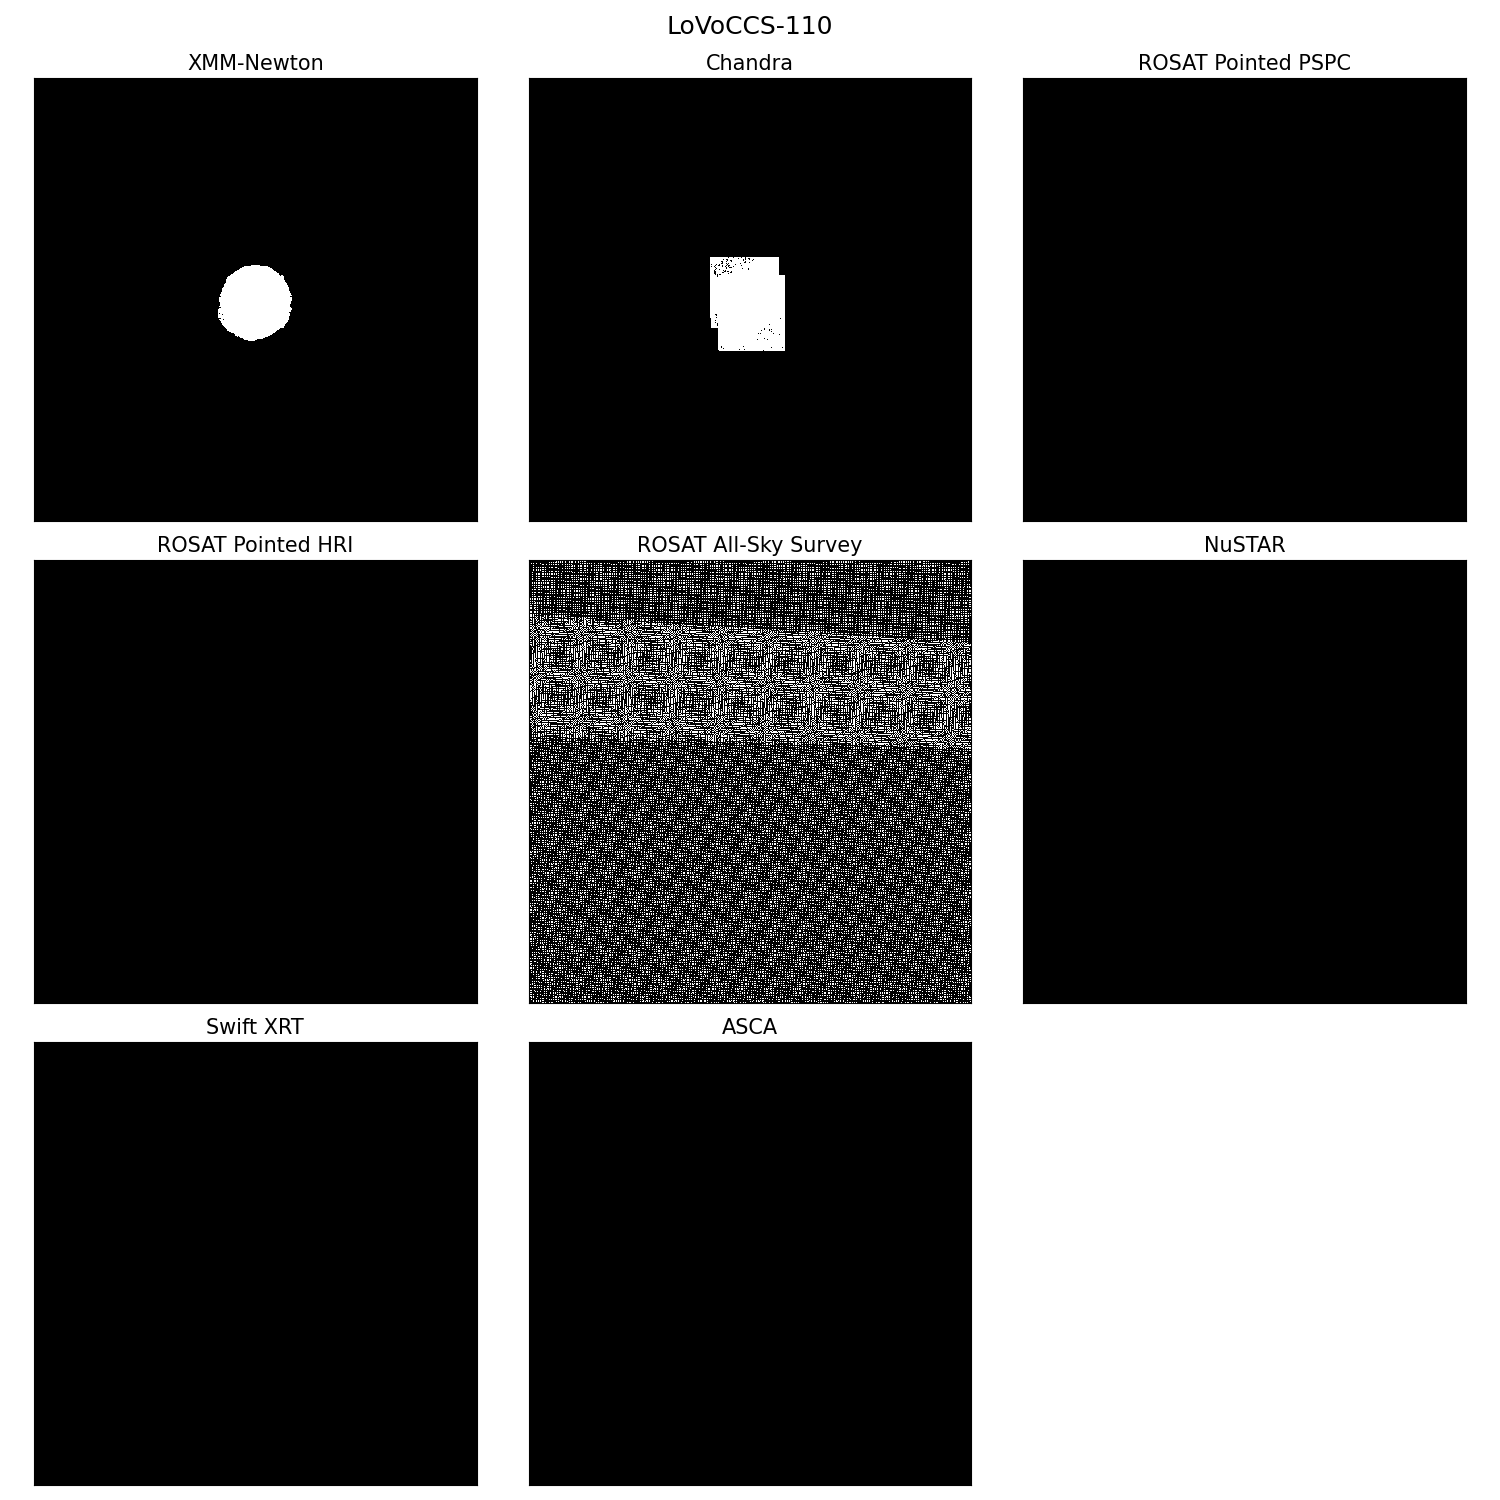 LoVoCCS-110
XMM-Newton
Chandra
ROSAT Pointed PSPC
ROSAT Pointed HRI
ROSAT All-Sky Survey
NuSTAR
Swift XRT
ASCA